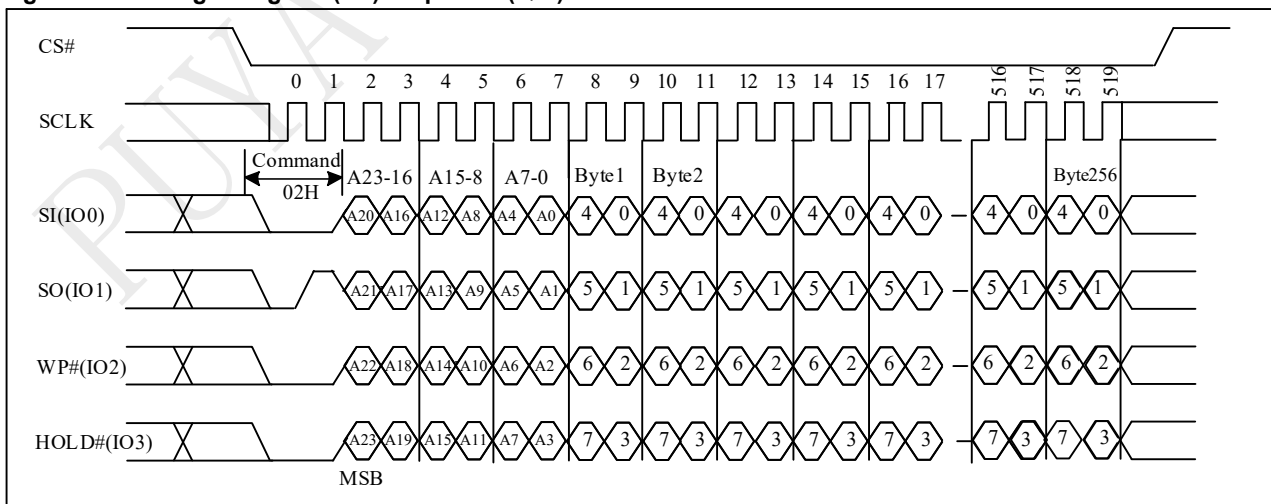 CS#
0 1 2 3 4 5 6 7 8 9 10 11 12 13 14 15 16 17 516 517 518 519
SCLK
Command
02H
A23-16 A15-8 A7-0 Byte1 Byte2 Byte256
SI(IO0) A20 A16 A12 A8 A4 A0 4 0 4 0 4 0 4 0 4 0 4 0 4 0
SO(IO1) A21 A17 A13 A9 A5 A1 5 1 5 1 5 1 5 1 5 1 5 1 5 1
WP#(IO2) A22 A18 A14 A10 A6 A2 6 2 6 2 6 2 6 2 6 2 6 2 6 2
HOLD#(IO3) A23 A19 A15 A11 A7 A3 7 3 7 3 7 3 7 3 7 3 7 3 7 3
MSB
PUYA